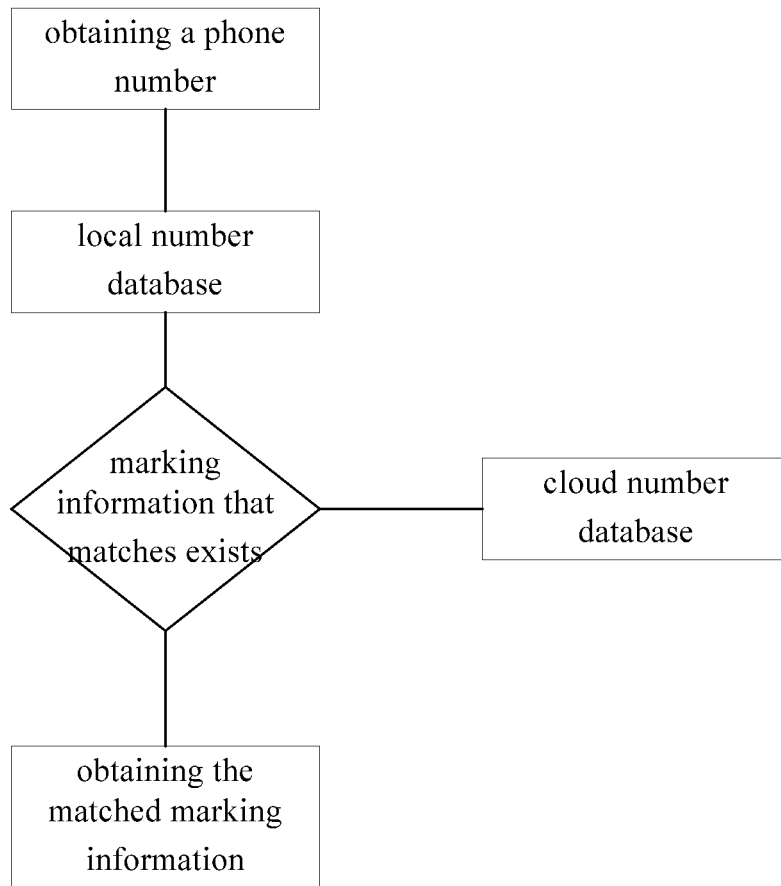 obtaining a phone
number
local number
database
marking
information that
matches exists
cloud number
database
obtaining the
matched marking
information